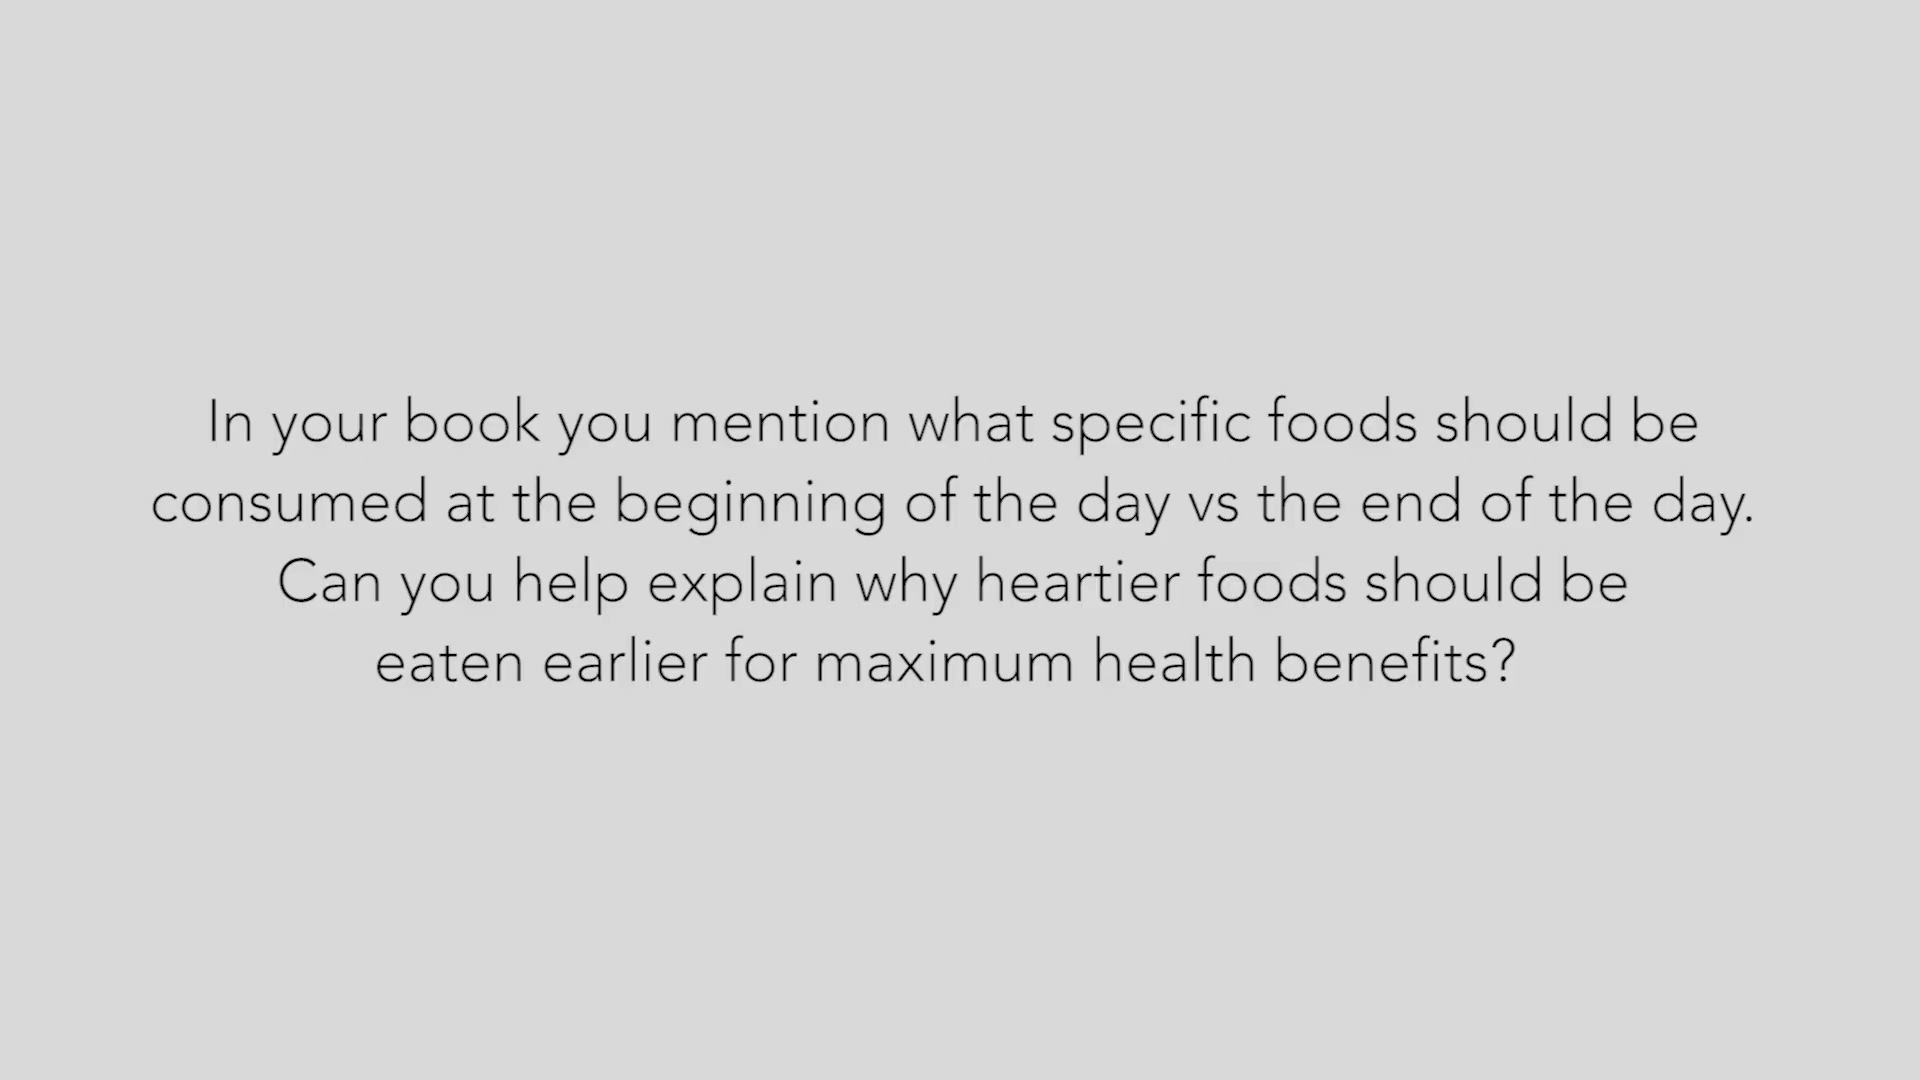 In your book you mention what specific foods should be
consumed at the beginning of the day vs the end of the day.
Can you help explain why heartier foods should be
eaten earlier for maximum health benefits?